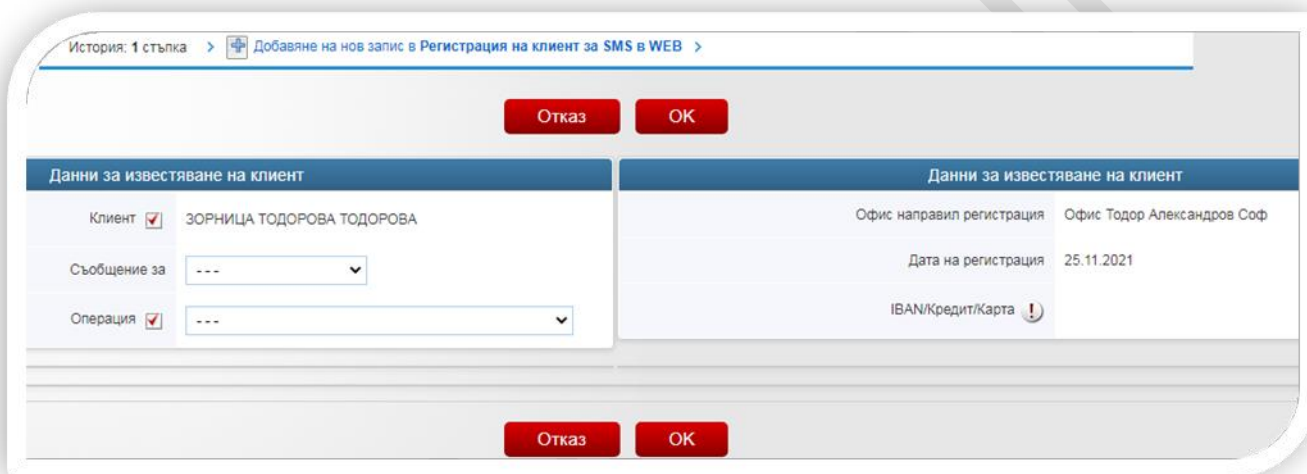 История: 1 стъпка > Добавяне на нов запис в Регистрация на клиент за SMS в WEB >
Отказ OK
Данни за известяване на клиент
Клиент ЗОРНИЦА ТОДОРОВА ТОДОРОВА
Съобщение за ---
Операция ---
Данни за известяване на клиент
Офис направил регистрация Офис Тодор Александров Соф
Дата на регистрация 25.11.2021
IBAN/Кредит/Карта !
Отказ OK